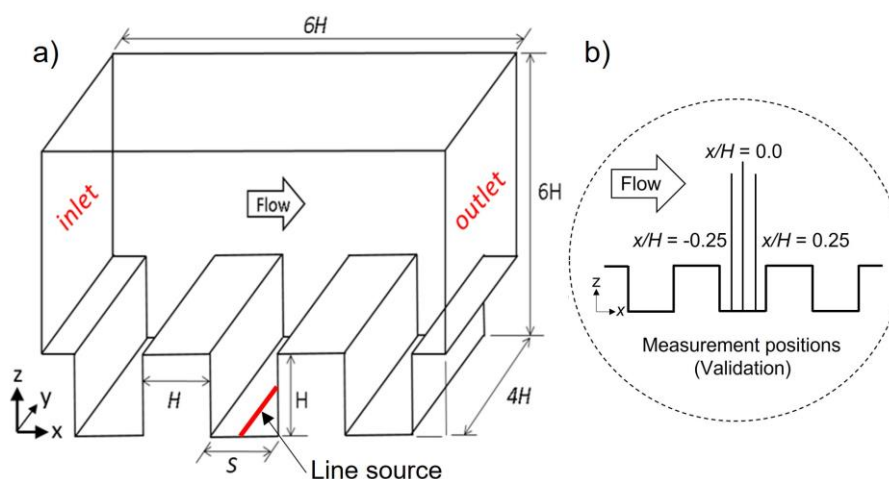 a)
6H
inlet
Flow
outlet
6H
H
H
4H
S
Line source
z
y
x
b)
x/H = 0.0
Flow
x/H = -0.25
x/H = 0.25
z
x
Measurement positions
(Validation)